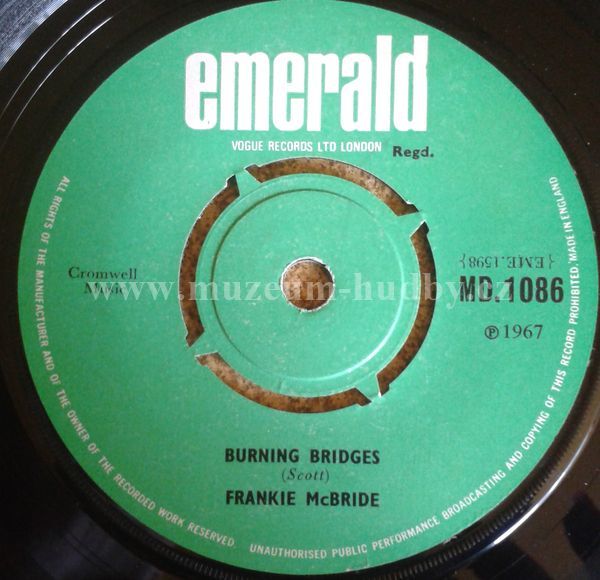 emerald
VOGUE RECORDS LTD LONDON
Regd.
ALL RIGHTS OF THE MANUFACTURER AND OF THE OWNER OF THE RECORDED WORK RESERVED. UNAUTHORISED PUBLIC PERFORMANCE BROADCASTING AND COPYING OF THIS RECORD PROHIBITED. MADE IN ENGLAND
Cromwell
Music
www.muzeum-hudby.cz
{EME.1598}
MD.1086
℗ 1967
BURNING BRIDGES
(Scott)
FRANKIE McBRIDE